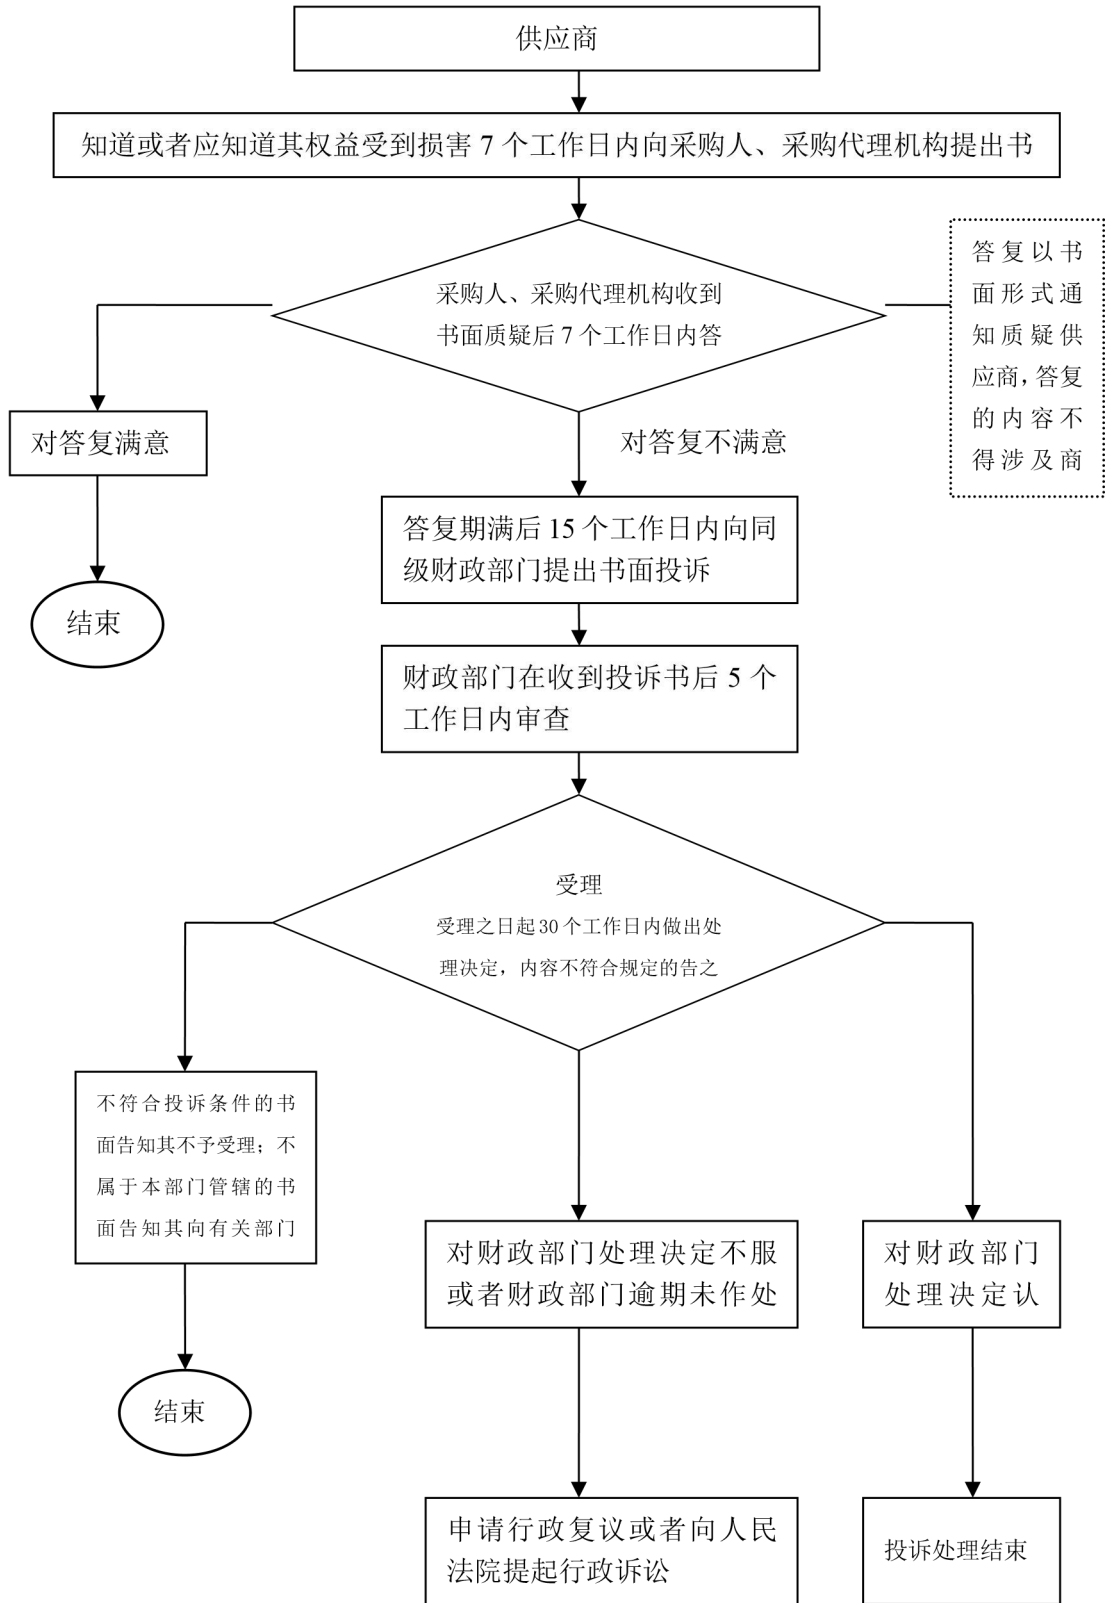 供应商
知道或者应知道其权益受到损害 7 个工作日内向采购人、采购代理机构提出书
采购人、采购代理机构收到
书面质疑后 7 个工作日内答
答复以书
面形式通
知质疑供
应商，答复
的内容不
得涉及商
对答复满意
对答复不满意
结束
答复期满后 15 个工作日内向同
级财政部门提出书面投诉
财政部门在收到投诉书后 5 个
工作日内审查
受理
受理之日起 30 个工作日内做出处
理决定，内容不符合规定的告之
不符合投诉条件的书
面告知其不予受理；不
属于本部门管辖的书
面告知其向有关部门
结束
对财政部门处理决定不服
或者财政部门逾期未作处
对财政部门
处理决定认
申请行政复议或者向人民
法院提起行政诉讼
投诉处理结束